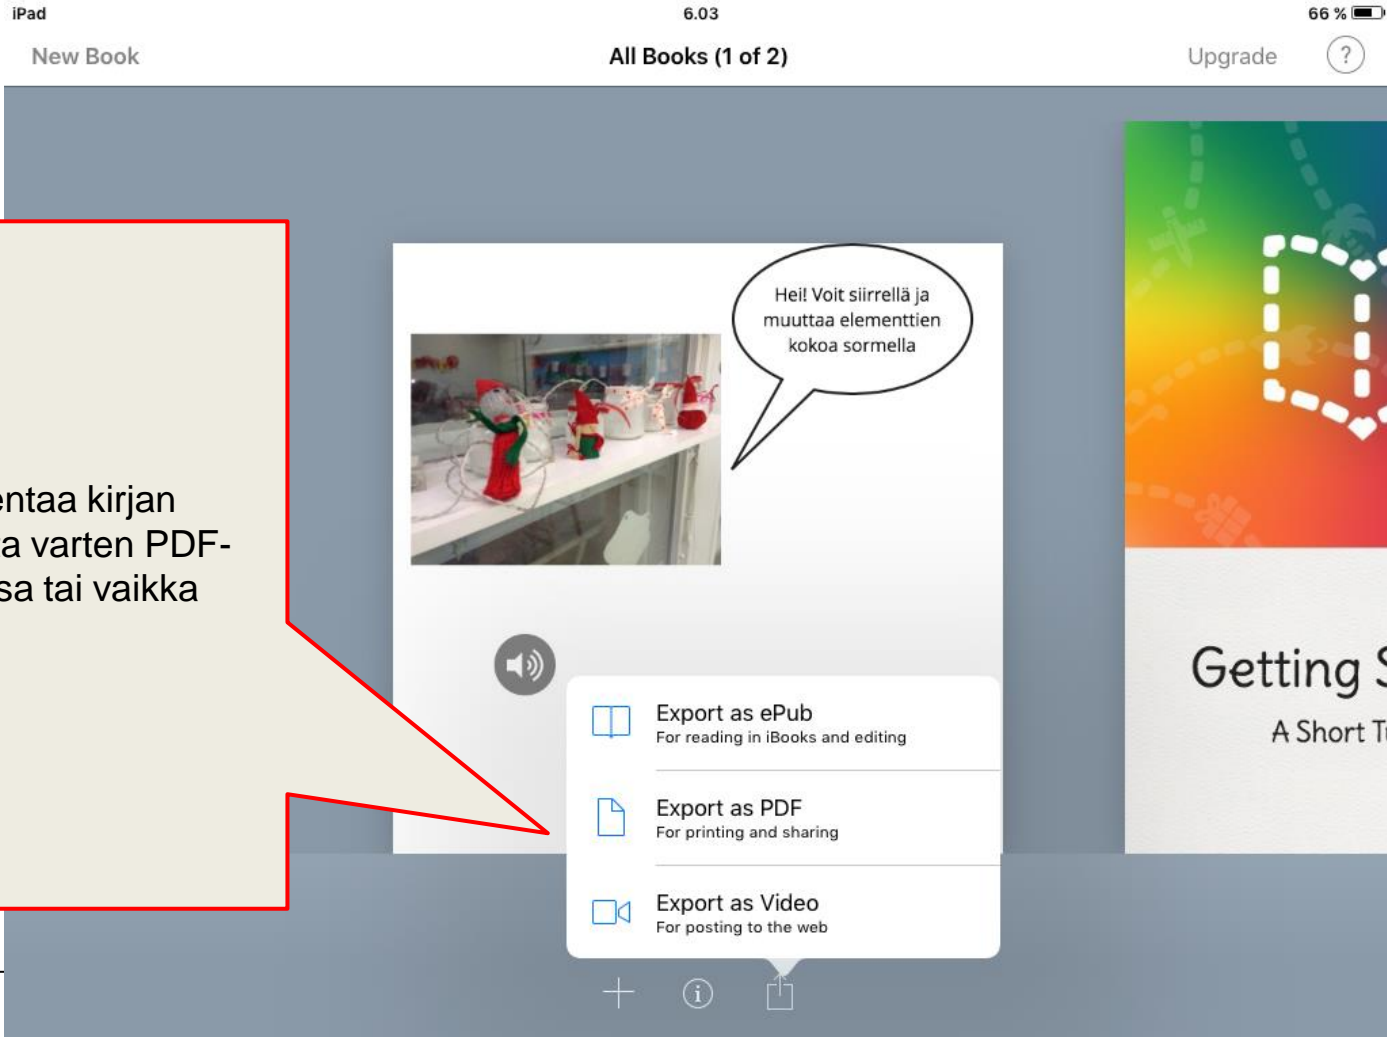 iPad
6.03
66 %
New Book
All Books (1 of 2)
Upgrade
?
Hei! Voit siirrellä ja
muuttaa elementtien
kokoa sormella
kirjan
varten PDF-
tai vaikka
Getting
A Short
Export as ePub
For reading in iBooks and editing
Export as PDF
For printing and sharing
Export as Video
For posting to the web